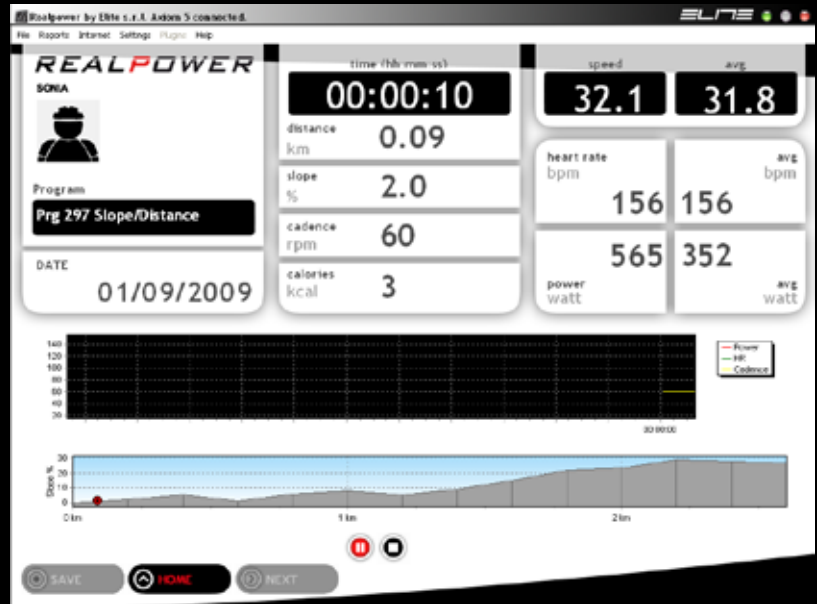 Realpower by Elite s.r.l. Axiom 5 connected.
ELITE
File Reports Internet Settings Plugins Help
REALPOWER
SONIA
Program
Prg 297 Slope/Distance
DATE
01/09/2009
time (hh:mm:ss)
00:00:10
distance
km
0.09
slope
%
2.0
cadence
rpm
60
calories
kcal
3
speed
avg
32.1
31.8
heart rate
bpm
avg
bpm
156
156
565
352
power
watt
avg
watt
140
120
100
80
60
40
20
00:00:00
Power
HR
Cadence
Slope %
30
20
10
0
0 km
1 km
2 km
SAVE
HOME
NEXT